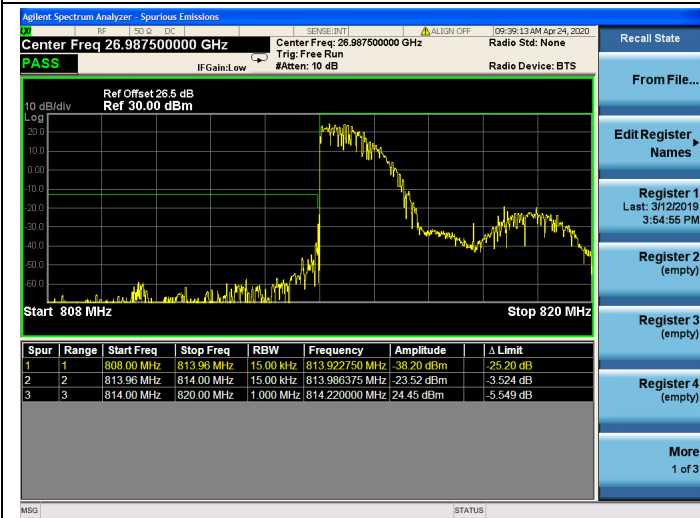 Agilent Spectrum Analyzer - Spurious Emissions
RF 50 Ω DC SENSE:INT ALIGN OFF 09:39:13 AM Apr 24, 2020
Center Freq 26.987500000 GHz Center Freq: 26.987500000 GHz Radio Std: None
Trig: Free Run
PASS IFGain:Low #Atten: 10 dB Radio Device: BTS
Ref Offset 26.5 dB
10 dB/div Ref 30.00 dBm
Log
20.0
10.0
0.00
-10.0
-20.0
-30.0
-40.0
-50.0
-60.0
Start 808 MHz Stop 820 MHz
Spur Range Start Freq Stop Freq RBW Frequency Amplitude Δ Limit
1 1 808.00 MHz 813.96 MHz 15.00 kHz 813.922750 MHz -38.20 dBm -25.20 dB
2 2 813.96 MHz 814.00 MHz 15.00 kHz 813.986375 MHz -23.52 dBm -3.524 dB
3 3 814.00 MHz 820.00 MHz 1.000 MHz 814.220000 MHz 24.45 dBm -5.549 dB
MSG STATUS
Recall State
From File...
Edit Register
Names
Register 1
Last: 3/12/2019
3:54:55 PM
Register 2
(empty)
Register 3
(empty)
Register 4
(empty)
More
1 of 3